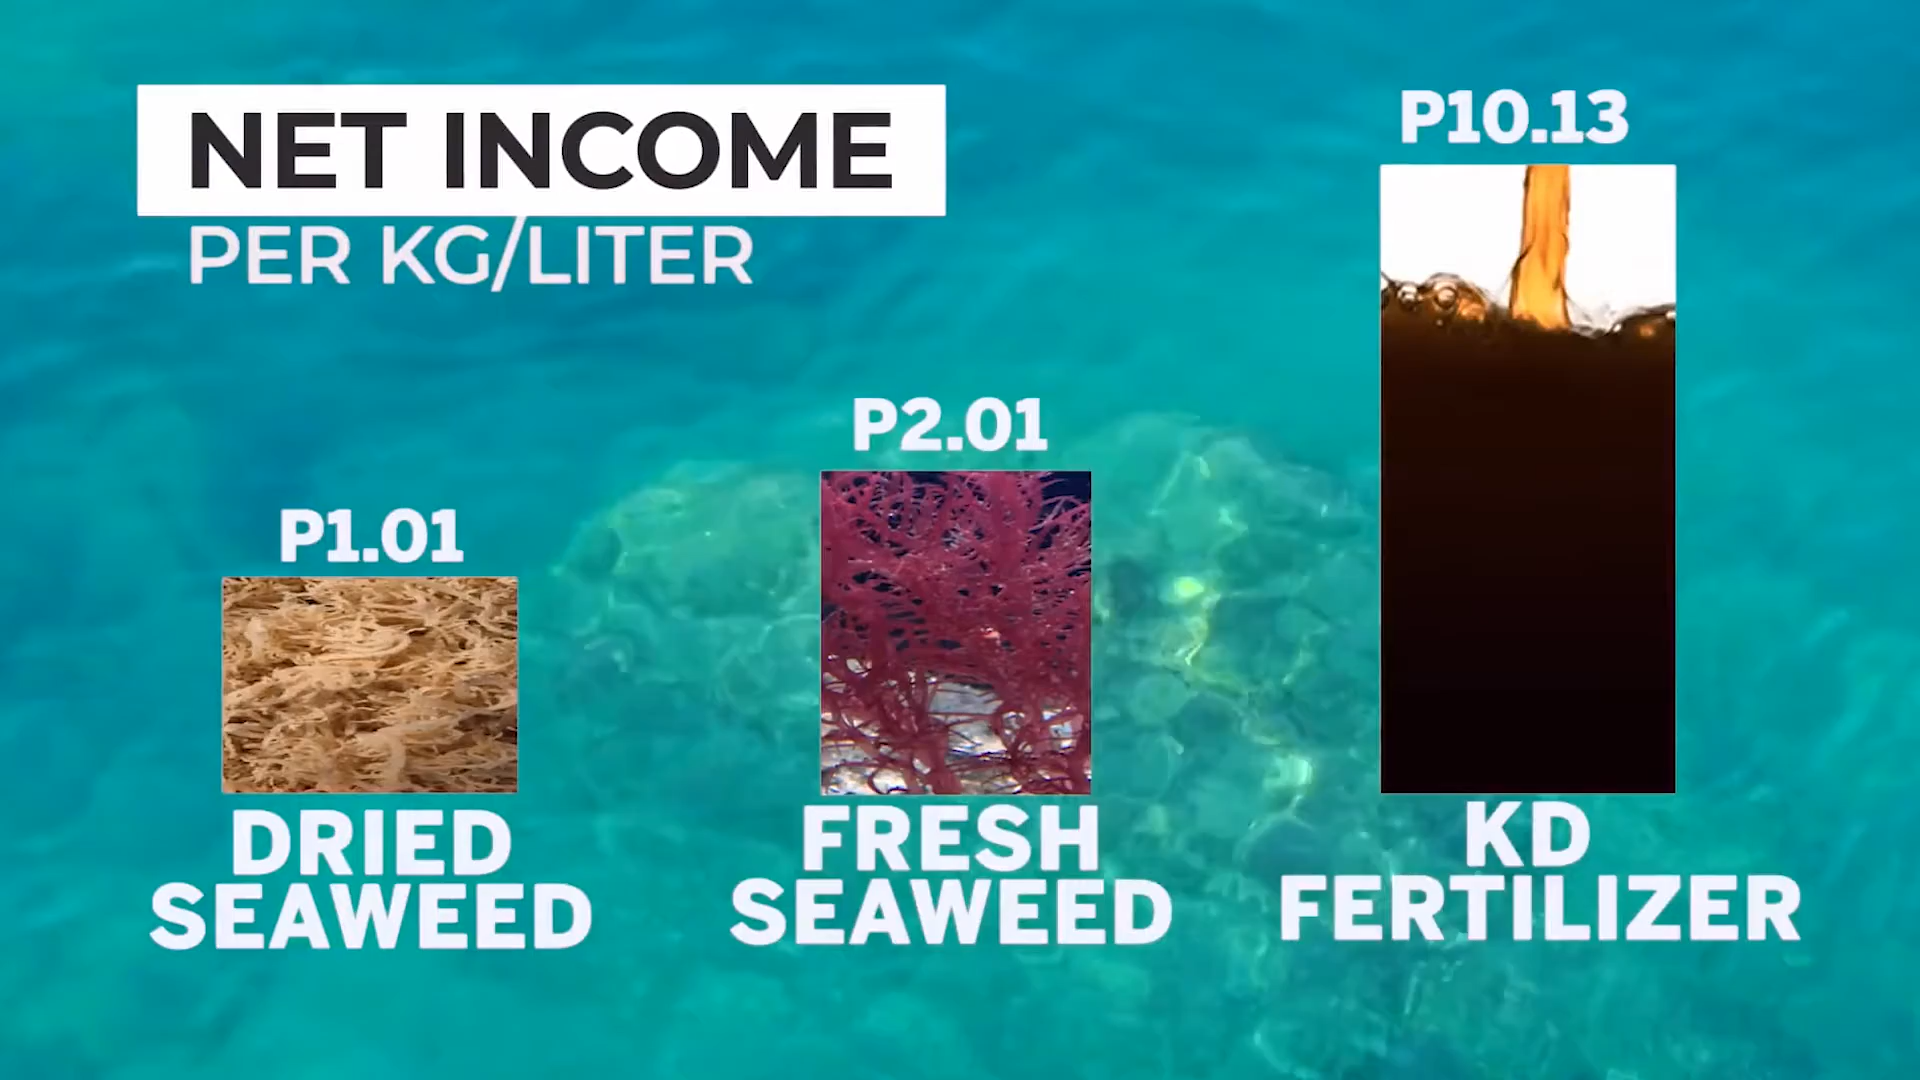 NET INCOME
PER KG/LITER
P1.01
DRIED
SEAWEED
P2.01
FRESH
SEAWEED
P10.13
KD
FERTILIZER